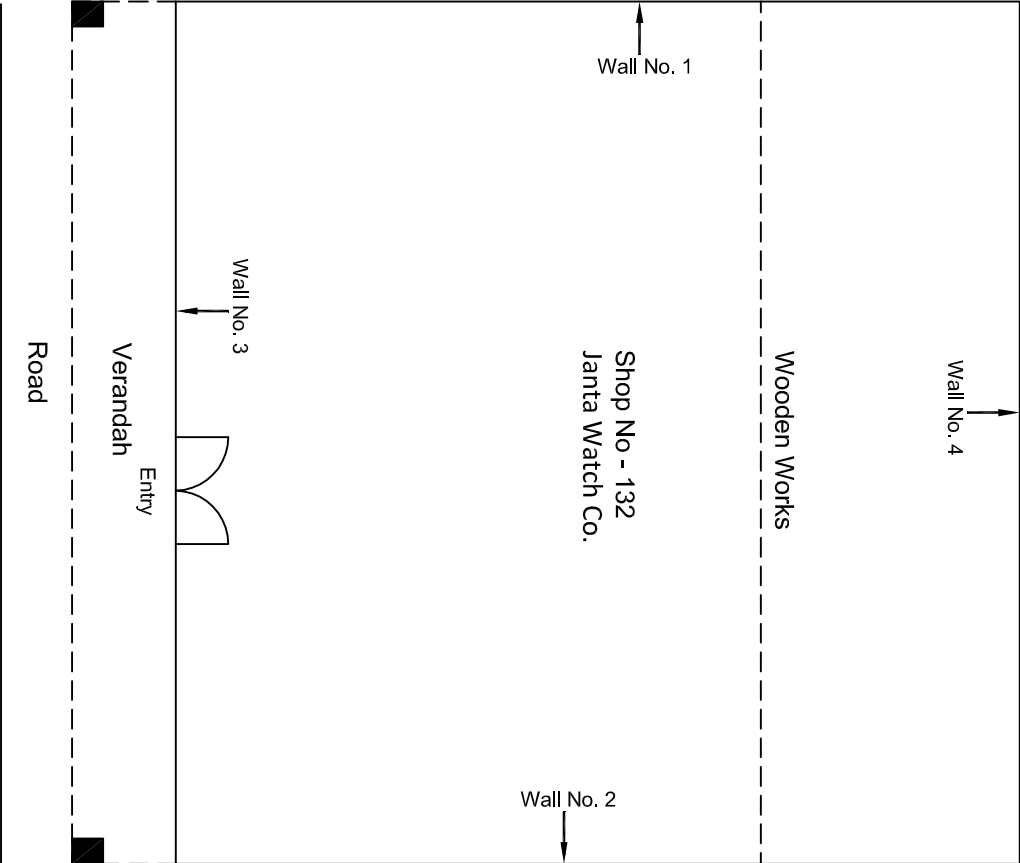 Wall No. 1
Wall No. 4
Wooden Works
Shop No - 132
Janta Watch Co.
Wall No. 3
Entry
Verandah
Road
Wall No. 2